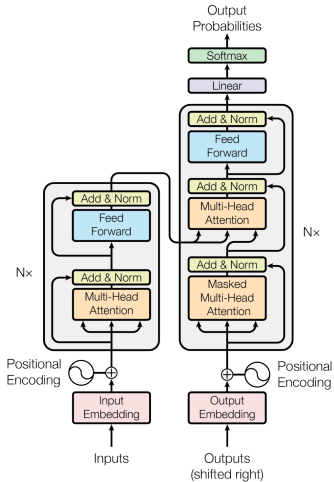 Output
Probabilities
Softmax
Linear
Add & Norm
Feed
Forward
Add & Norm
Multi-Head
Attention
Add & Norm
Masked
Multi-Head
Attention
N×
Positional
Encoding
Output
Embedding
Outputs
(shifted right)
Add & Norm
Feed
Forward
Add & Norm
Multi-Head
Attention
N×
Positional
Encoding
Input
Embedding
Inputs